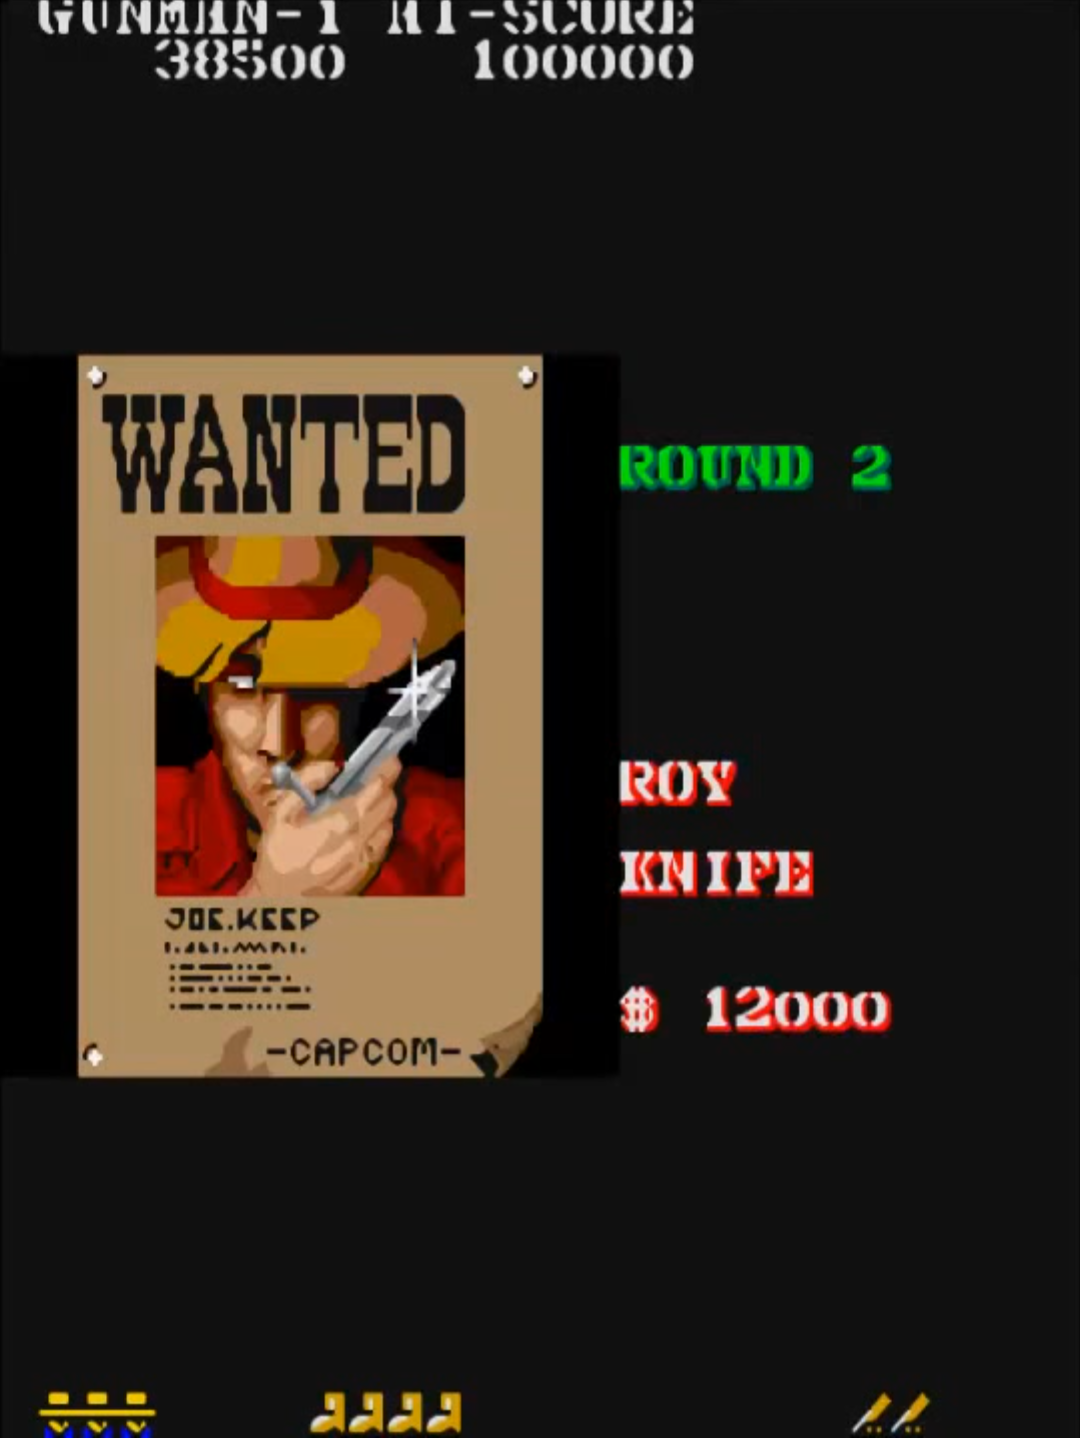 GUNMAN-1 HI-SCORE
38500 100000
WANTED
ROUND 2
ROY
KNIFE
JOE.KEEP
$ 12000
-CAPCOM-